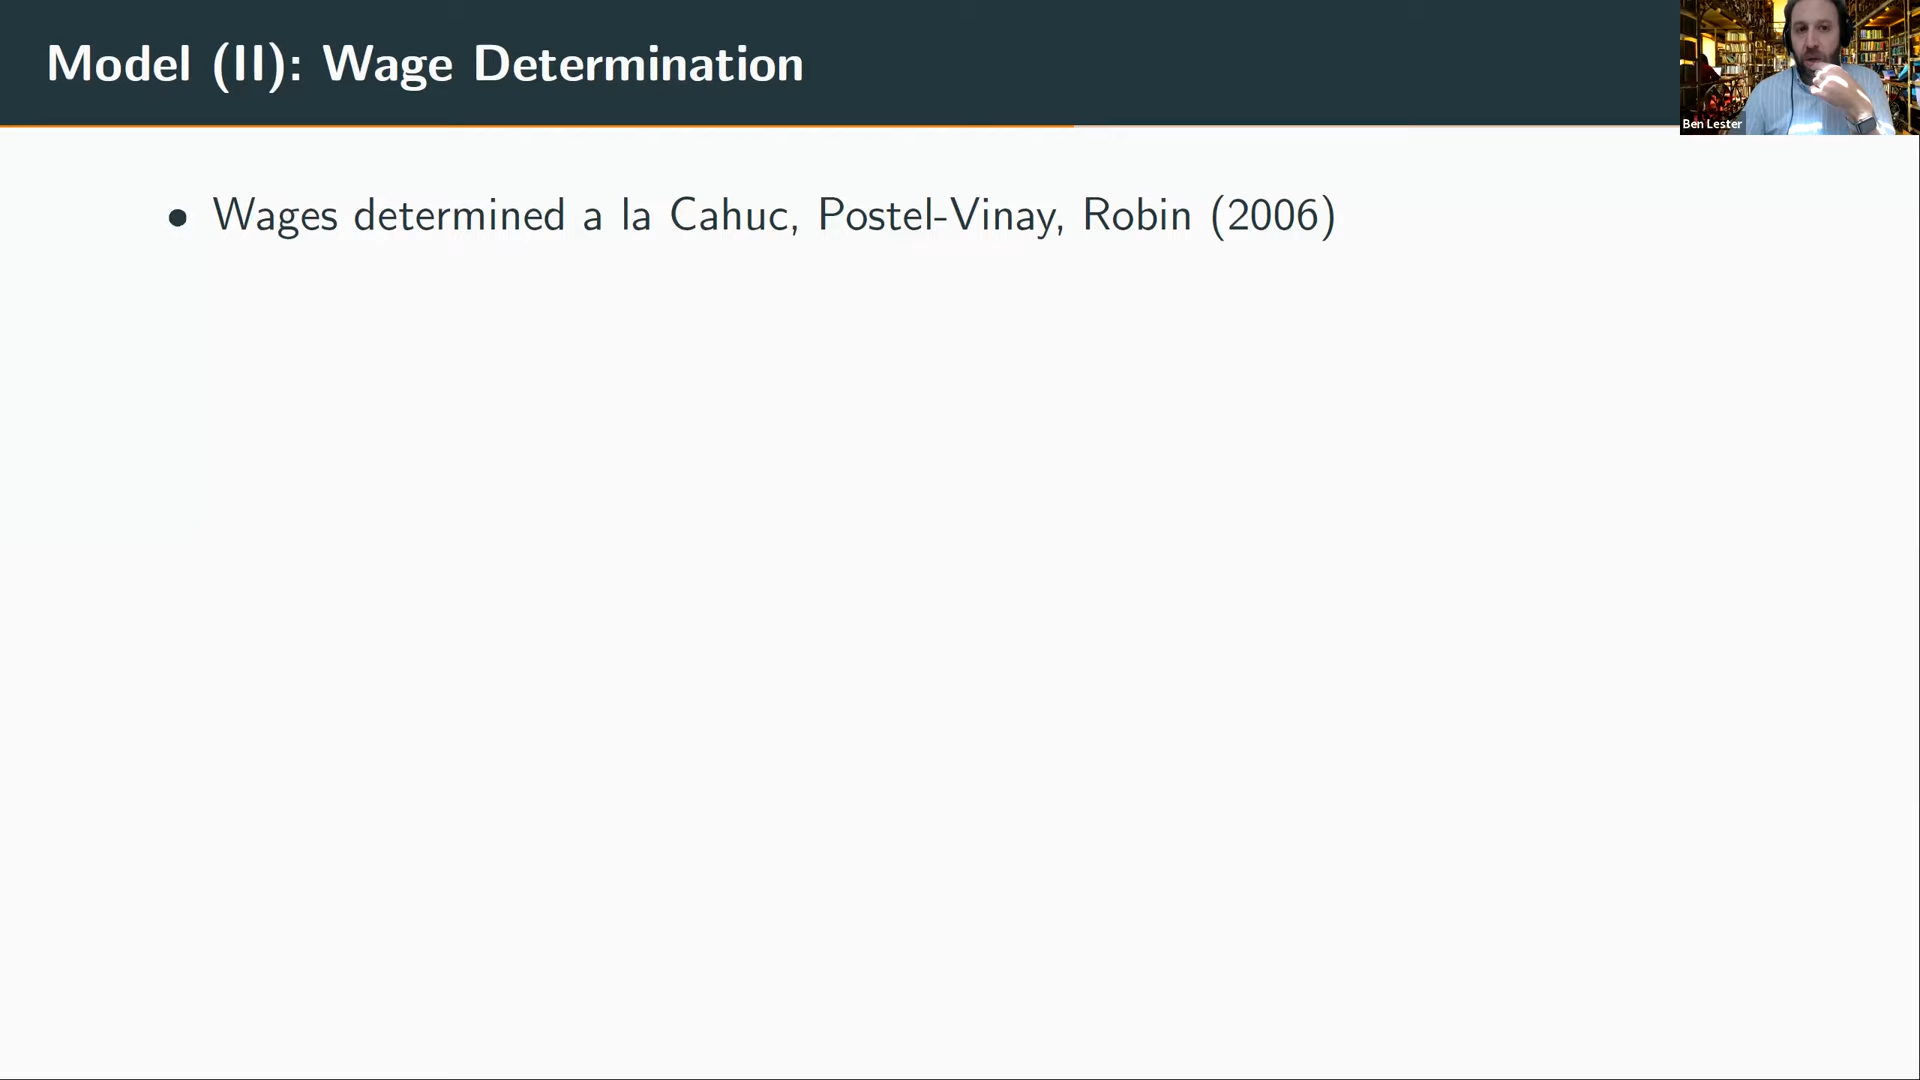 Model (II): Wage Determination
Ben Lester
• Wages determined a la Cahuc, Postel-Vinay, Robin (2006)